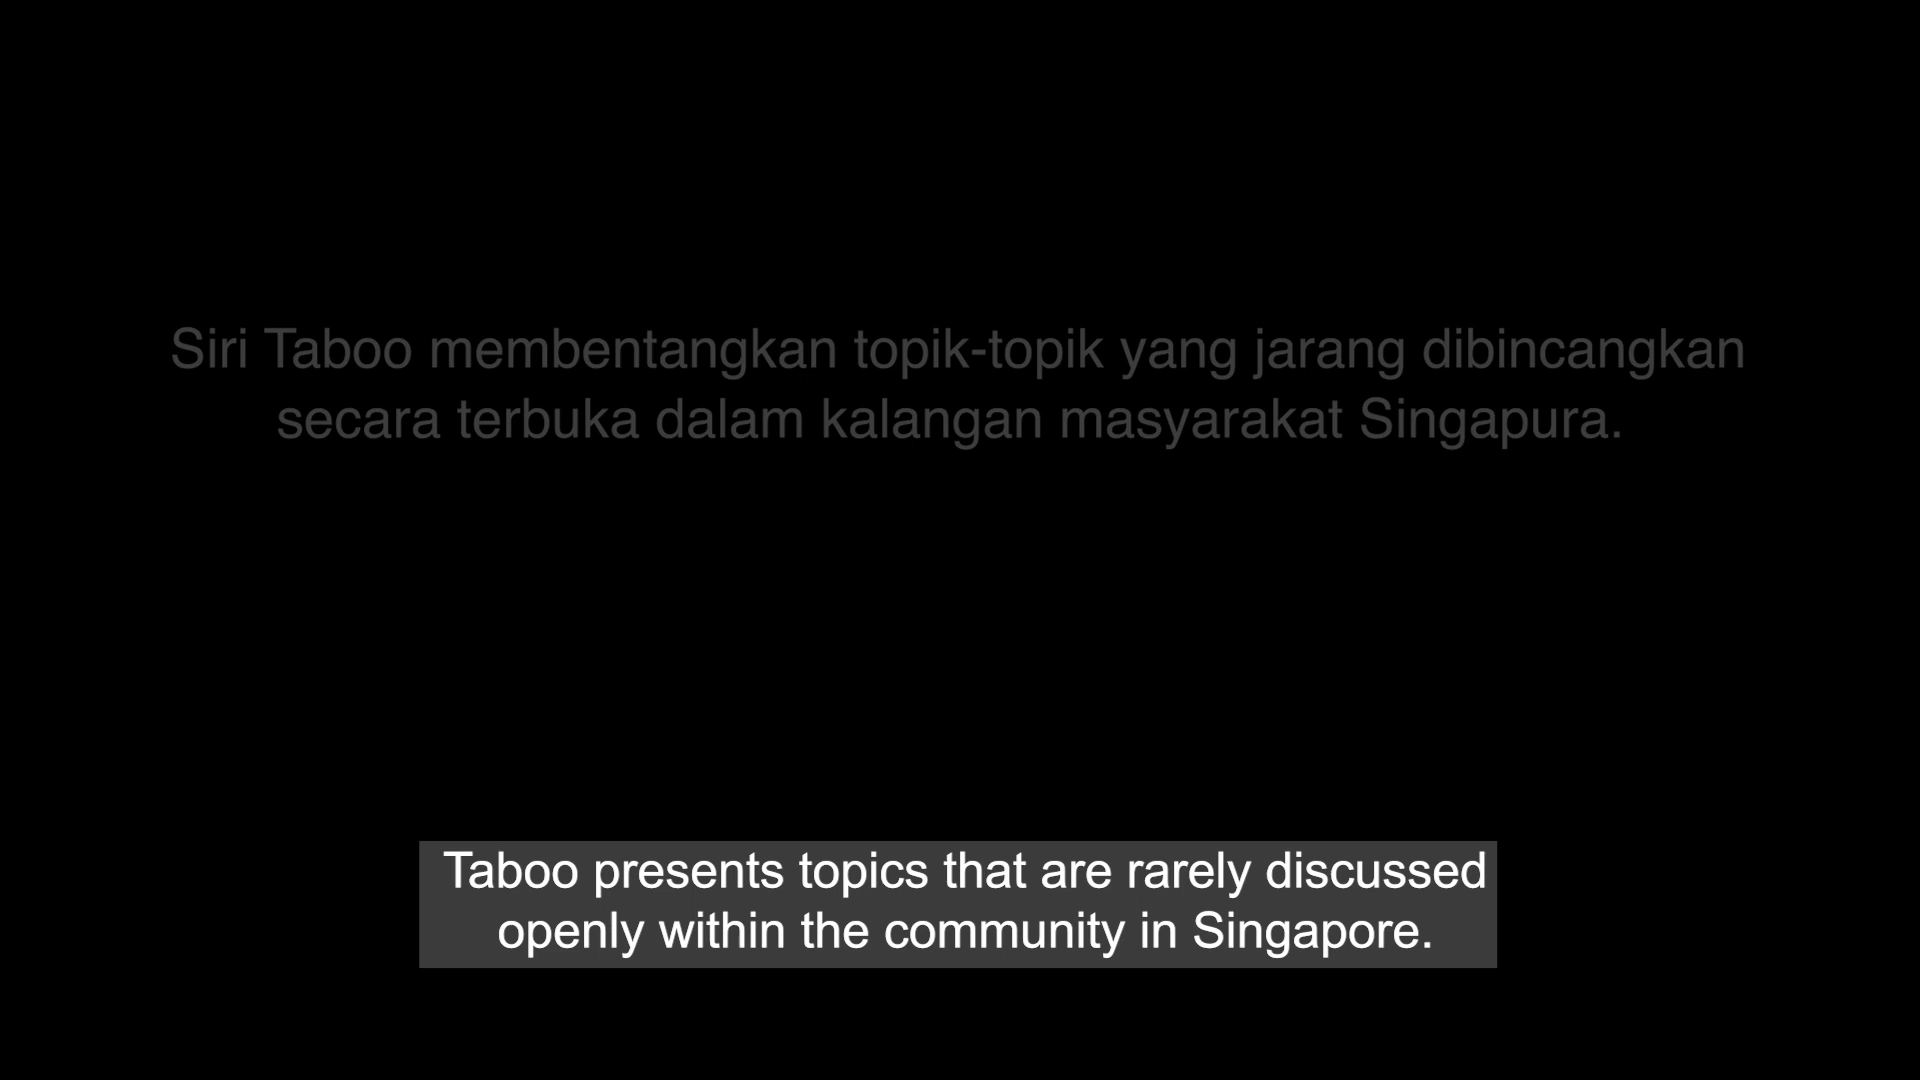 Siri Taboo membentangkan topik-topik yang jarang dibincangkan
secara terbuka dalam kalangan masyarakat Singapura.
Taboo presents topics that are rarely discussed
openly within the community in Singapore.